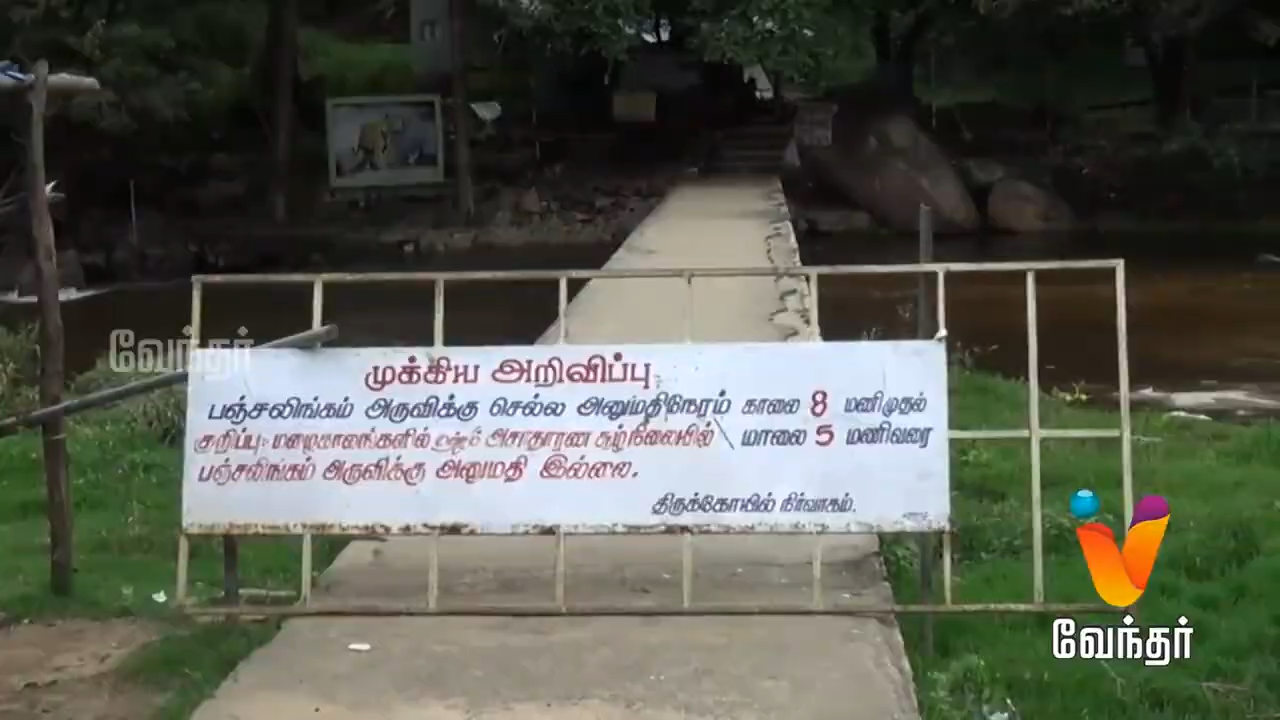 வேந்தர்
முக்கிய அறிவிப்பு
பஞ்சலிங்கம் அருவிக்கு செல்ல அனுமதிநேரம் காலை 8 மணிமுதல்
குறிப்பு:- மழைகாலங்களில் மற்றும் அசாதாரண சூழ்நிலையில் மாலை 5 மணிவரை
பஞ்சலிங்கம் அருவிக்கு அனுமதி இல்லை.
திருக்கோயில் நிர்வாகம்.
வேந்தர்